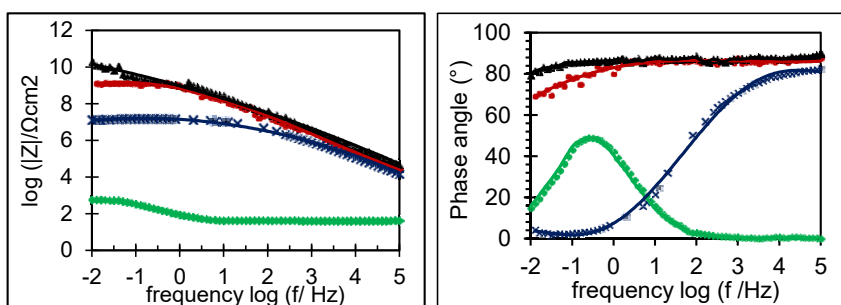 12
10
8
6
4
2
0
log (|Z|/Ωcm2
-2 -1 0 1 2 3 4 5
frequency log (f/ Hz)
100
80
60
40
20
0
Phase angle (°)
-2 -1 0 1 2 3 4 5
frequency log (f /Hz)